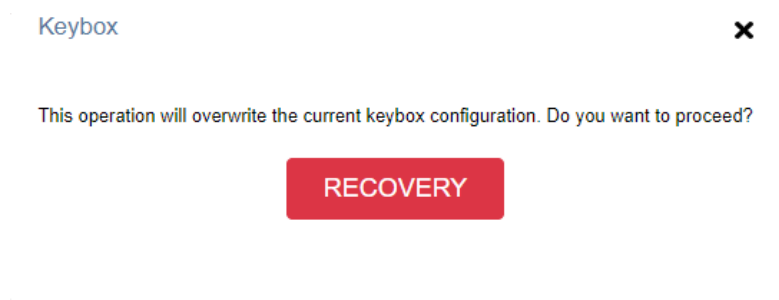 Keybox
This operation will overwrite the current keybox configuration. Do you want to proceed?
RECOVERY